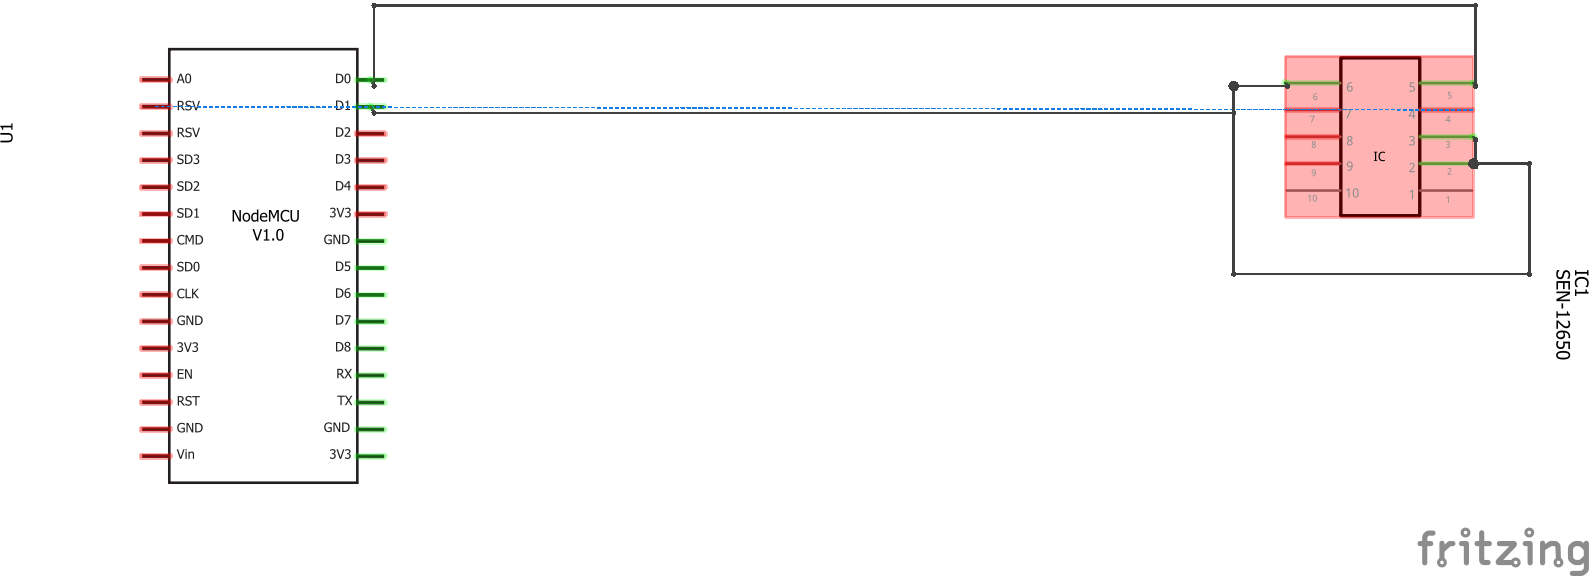 U1
A0
RSV
RSV
SD3
SD2
SD1
CMD
SD0
CLK
GND
3V3
EN
RST
GND
Vin
NodeMCU
V1.0
D0
D1
D2
D3
D4
3V3
GND
D5
D6
D7
D8
RX
TX
GND
3V3
6 6 5 5
7 7 4 4
8 8 3 3
9 9 2 2
10 10 1 1
IC
IC1
SEN-12650
fritzing